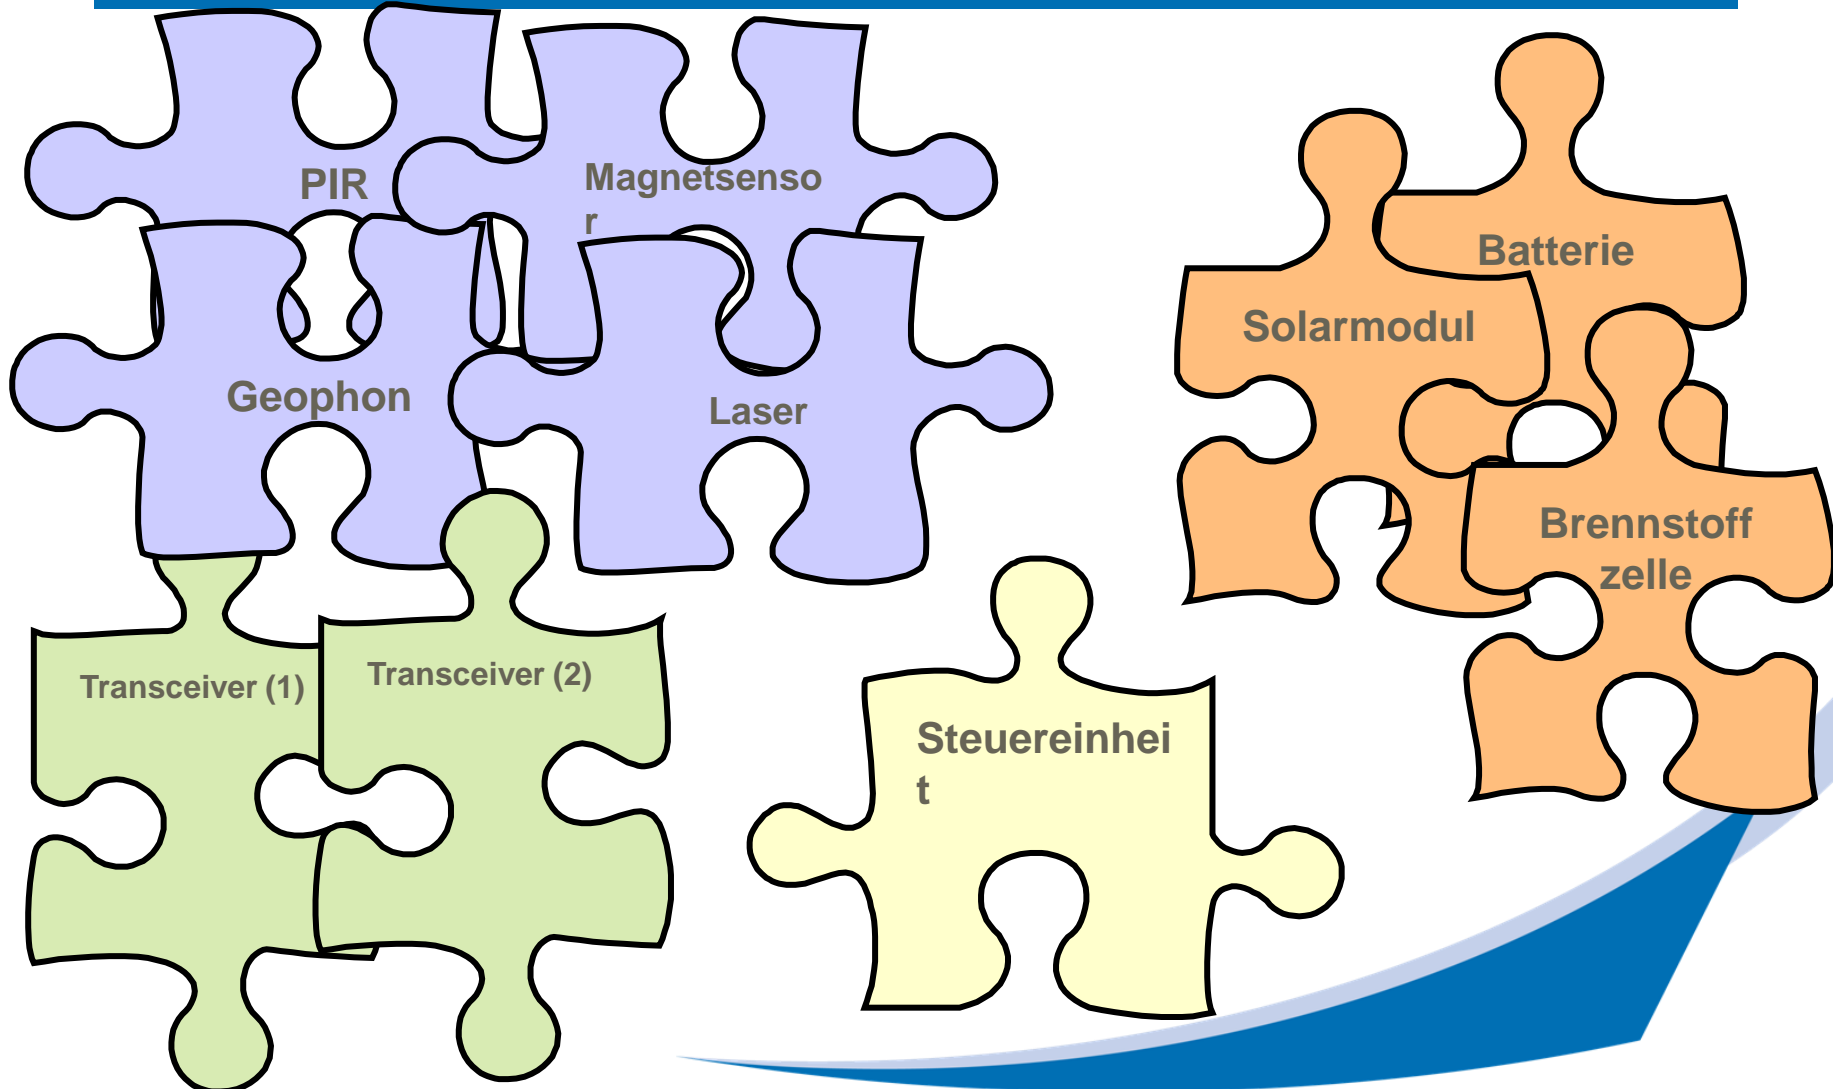 PIR
Magnetsenso
r
Geophon
Laser
Batterie
Solarmodul
Brennstoff
zelle
Transceiver (1)
Transceiver (2)
Steuereinhei
t